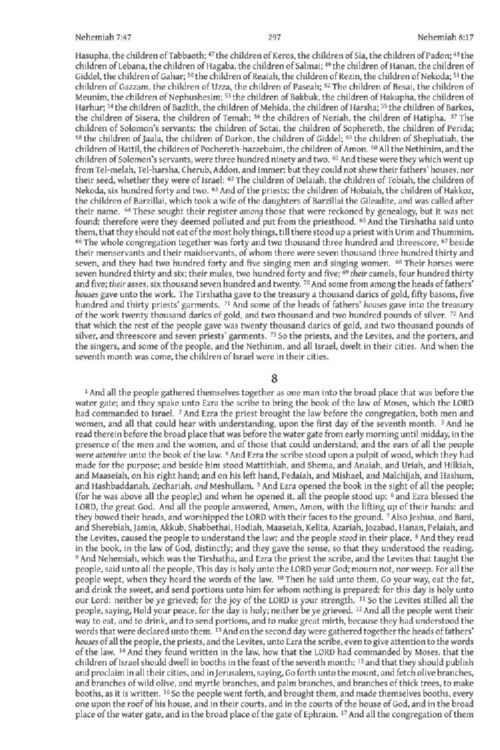 Nehemiah 7:47 297 Nehemiah 8:17
Hasupha, the children of Tabbaoth; 47 the children of Keros, the children of Sia, the children of Padon; 48 the
children of Lebana, the children of Hagaba, the children of Salmai; 49 the children of Hanan, the children of
Giddel, the children of Gahar; 50 the children of Reaiah, the children of Rezin, the children of Nekoda; 51 the
children of Gazzam, the children of Uzza, the children of Paseah; 52 The children of Besai, the children of
Meunim, the children of Nephushesim; 53 the children of Bakbuk, the children of Hakupha, the children of
Harhur; 54 the children of Bazlith, the children of Mehida, the children of Harsha; 55 the children of Barkos,
the children of Sisera, the children of Temah; 56 the children of Neziah, the children of Hatipha. 57 The
children of Solomon's servants: the children of Sotai, the children of Sophereth, the children of Perida;
58 the children of Jaala, the children of Darkon, the children of Giddel; 59 the children of Shephatiah, the
children of Hattil, the children of Pochereth-hazzebaim, the children of Amon. 60 All the Nethinim, and the
children of Solomon's servants, were three hundred ninety and two. 61 And these were they which went up
from Tel-melah, Tel-harsha, Cherub, Addon, and Immer: but they could not shew their fathers' houses, nor
their seed, whether they were of Israel: 62 The children of Delaiah, the children of Tobiah, the children of
Nekoda, six hundred forty and two. 63 And of the priests: the children of Hobaiah, the children of Hakkoz,
the children of Barzillai, which took a wife of the daughters of Barzillai the Gileadite, and was called after
their name. 64 These sought their register among those that were reckoned by genealogy, but it was not
found: therefore were they deemed polluted and put from the priesthood. 65 And the Tirshatha said unto
them, that they should not eat of the most holy things, till there stood up a priest with Urim and Thummim.
66 The whole congregation together was forty and two thousand three hundred and threescore, 67 beside
their menservants and their maidservants, of whom there were seven thousand three hundred thirty and
seven, and they had two hundred forty and five singing men and singing women. 68 Their horses were
seven hundred thirty and six; their mules, two hundred forty and five; 69 their camels, four hundred thirty
and five; their asses, six thousand seven hundred and twenty. 70 And some from among the heads of fathers'
houses gave unto the work. The Tirshatha gave to the treasury a thousand darics of gold, fifty basons, five
hundred and thirty priests' garments. 71 And some of the heads of fathers' houses gave into the treasury
of the work twenty thousand darics of gold, and two thousand and two hundred pounds of silver. 72 And
that which the rest of the people gave was twenty thousand darics of gold, and two thousand pounds of
silver, and threescore and seven priests' garments. 73 So the priests, and the Levites, and the porters, and
the singers, and some of the people, and the Nethinim, and all Israel, dwelt in their cities. And when the
seventh month was come, the children of Israel were in their cities.
8
1 And all the people gathered themselves together as one man into the broad place that was before the
water gate; and they spake unto Ezra the scribe to bring the book of the law of Moses, which the LORD
had commanded to Israel. 2 And Ezra the priest brought the law before the congregation, both men and
women, and all that could hear with understanding, upon the first day of the seventh month. 3 And he
read therein before the broad place that was before the water gate from early morning until midday, in the
presence of the men and the women, and of those that could understand; and the ears of all the people
were attentive unto the book of the law. 4 And Ezra the scribe stood upon a pulpit of wood, which they had
made for the purpose; and beside him stood Mattithiah, and Shema, and Anaiah, and Uriah, and Hilkiah,
and Maaseiah, on his right hand; and on his left hand, Pedaiah, and Mishael, and Malchijah, and Hashum,
and Hashbaddanah, Zechariah, and Meshullam. 5 And Ezra opened the book in the sight of all the people;
(for he was above all the people;) and when he opened it, all the people stood up: 6 and Ezra blessed the
LORD, the great God. And all the people answered, Amen, Amen, with the lifting up of their hands: and
they bowed their heads, and worshipped the LORD with their faces to the ground. 7 Also Jeshua, and Bani,
and Sherebiah, Jamin, Akkub, Shabbethai, Hodiah, Maaseiah, Kelita, Azariah, Jozabad, Hanan, Pelaiah, and
the Levites, caused the people to understand the law: and the people stood in their place. 8 And they read
in the book, in the law of God, distinctly; and they gave the sense, so that they understood the reading.
9 And Nehemiah, which was the Tirshatha, and Ezra the priest the scribe, and the Levites that taught the
people, said unto all the people, This day is holy unto the LORD your God; mourn not, nor weep. For all the
people wept, when they heard the words of the law. 10 Then he said unto them, Go your way, eat the fat,
and drink the sweet, and send portions unto him for whom nothing is prepared: for this day is holy unto
our Lord: neither be ye grieved; for the joy of the LORD is your strength. 11 So the Levites stilled all the
people, saying, Hold your peace, for the day is holy; neither be ye grieved. 12 And all the people went their
way to eat, and to drink, and to send portions, and to make great mirth, because they had understood the
words that were declared unto them. 13 And on the second day were gathered together the heads of fathers'
houses of all the people, the priests, and the Levites, unto Ezra the scribe, even to give attention to the words
of the law. 14 And they found written in the law, how that the LORD had commanded by Moses, that the
children of Israel should dwell in booths in the feast of the seventh month: 15 and that they should publish
and proclaim in all their cities, and in Jerusalem, saying, Go forth unto the mount, and fetch olive branches,
and branches of wild olive, and myrtle branches, and palm branches, and branches of thick trees, to make
booths, as it is written. 16 So the people went forth, and brought them, and made themselves booths, every
one upon the roof of his house, and in their courts, and in the courts of the house of God, and in the broad
place of the water gate, and in the broad place of the gate of Ephraim. 17 And all the congregation of them